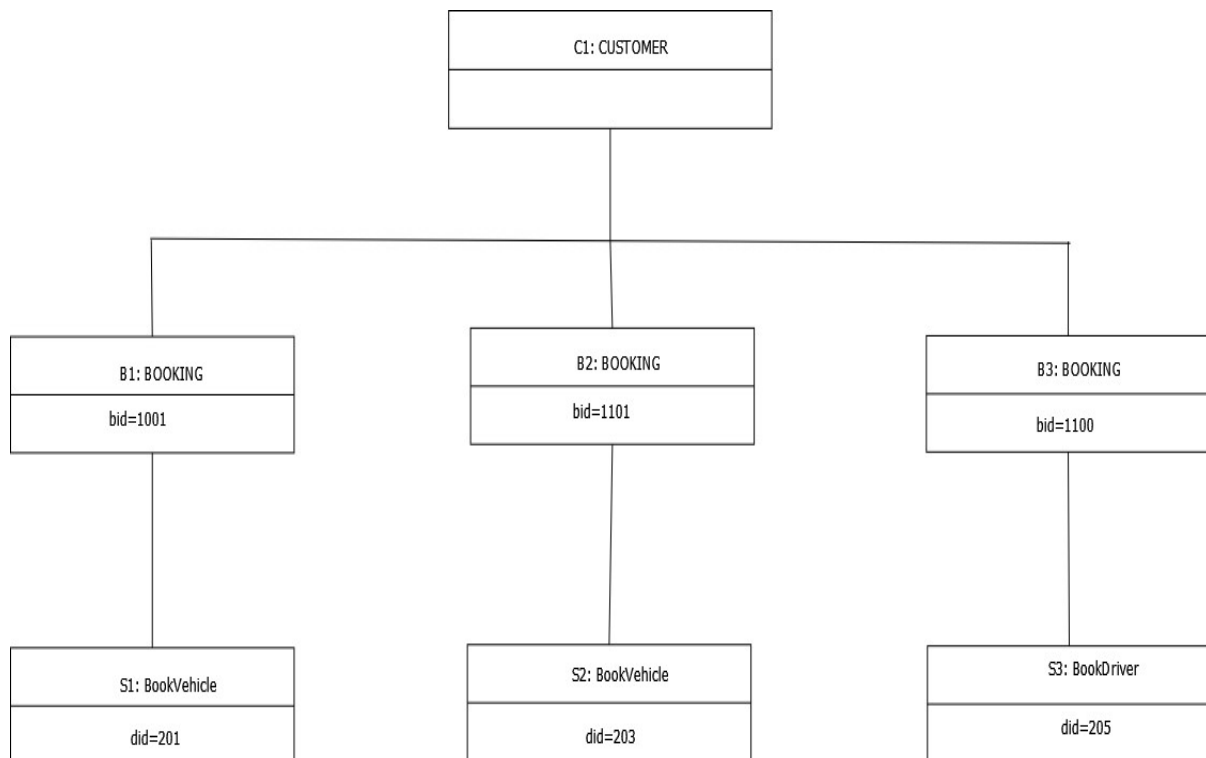 C1: CUSTOMER
B1: BOOKING
bid=1001
B2: BOOKING
bid=1101
B3: BOOKING
bid=1100
S1: BookVehicle
did=201
S2: BookVehicle
did=203
S3: BookDriver
did=205